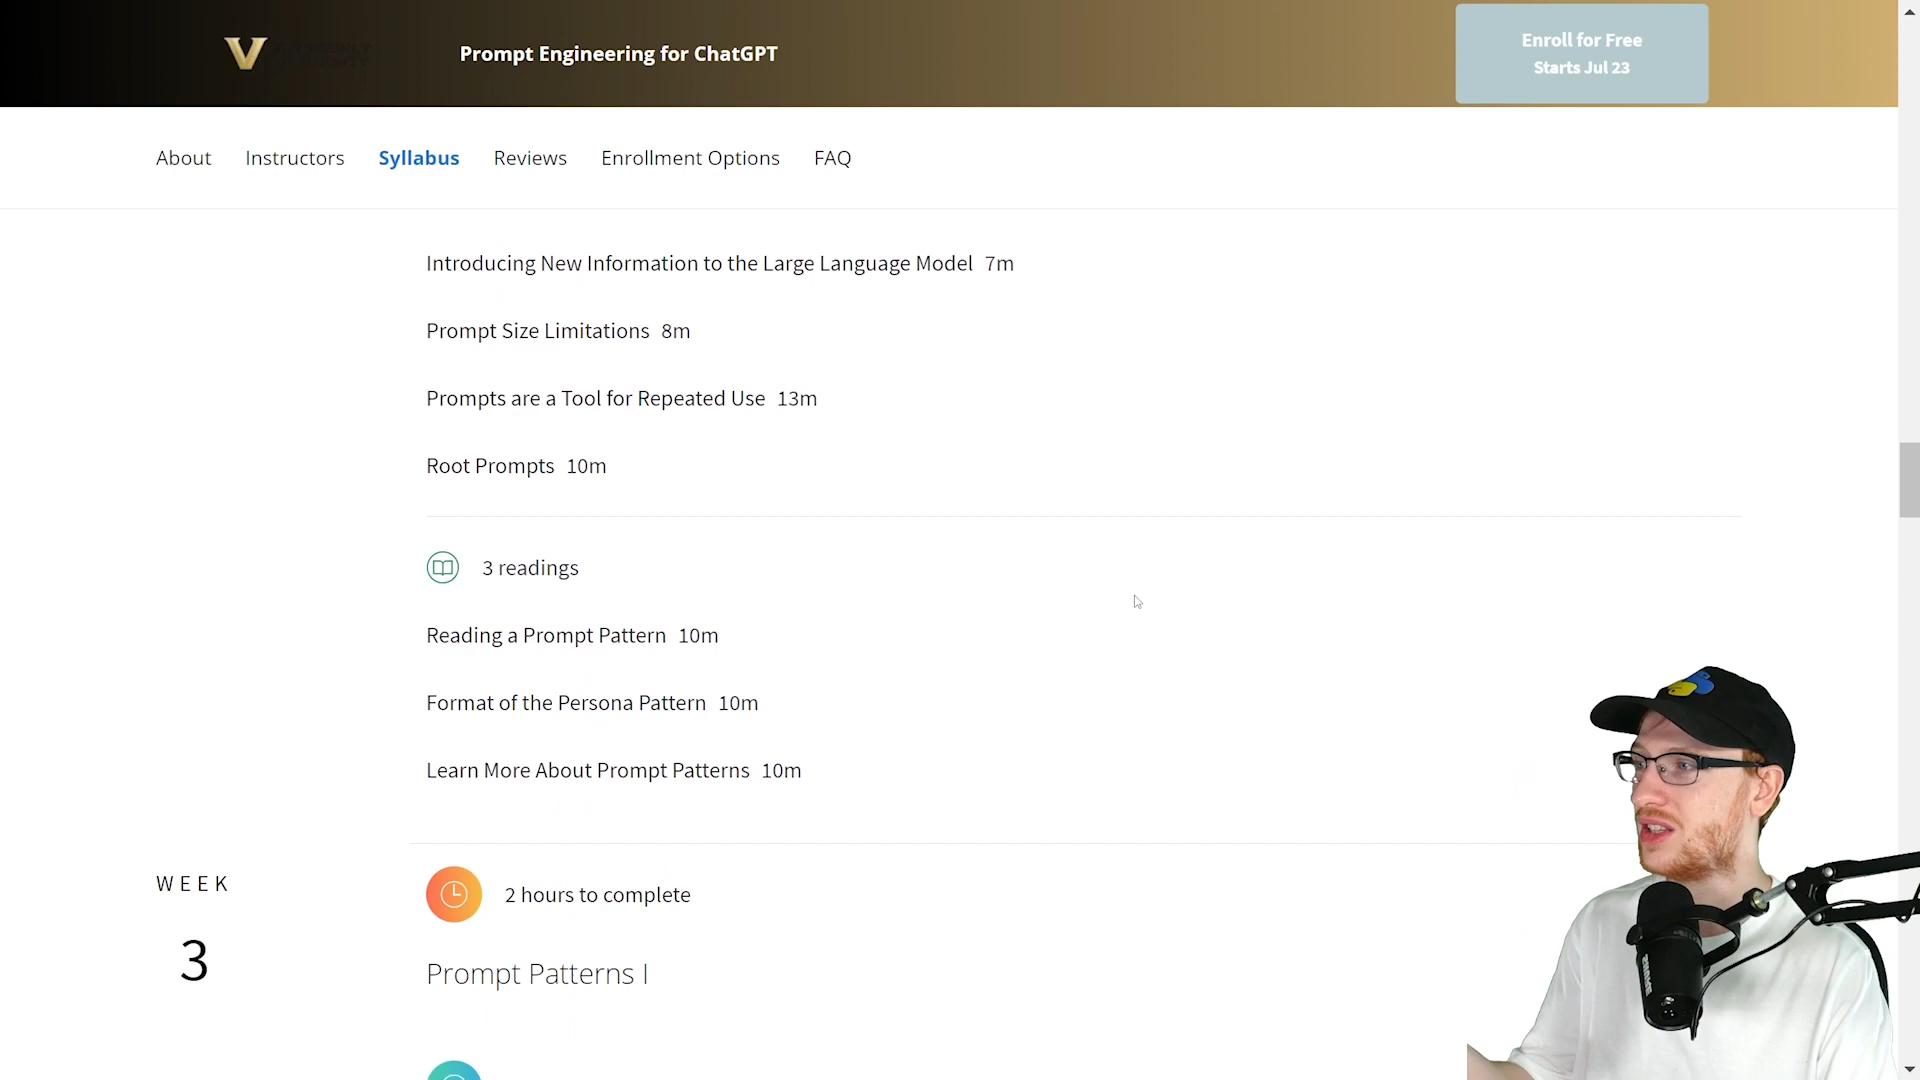 V
Prompt Engineering for ChatGPT
Enroll for Free
Starts Jul 23
About Instructors Syllabus Reviews Enrollment Options FAQ
Introducing New Information to the Large Language Model 7m
Prompt Size Limitations 8m
Prompts are a Tool for Repeated Use 13m
Root Prompts 10m
3 readings
Reading a Prompt Pattern 10m
Format of the Persona Pattern 10m
Learn More About Prompt Patterns 10m
WEEK
3
2 hours to complete
Prompt Patterns I